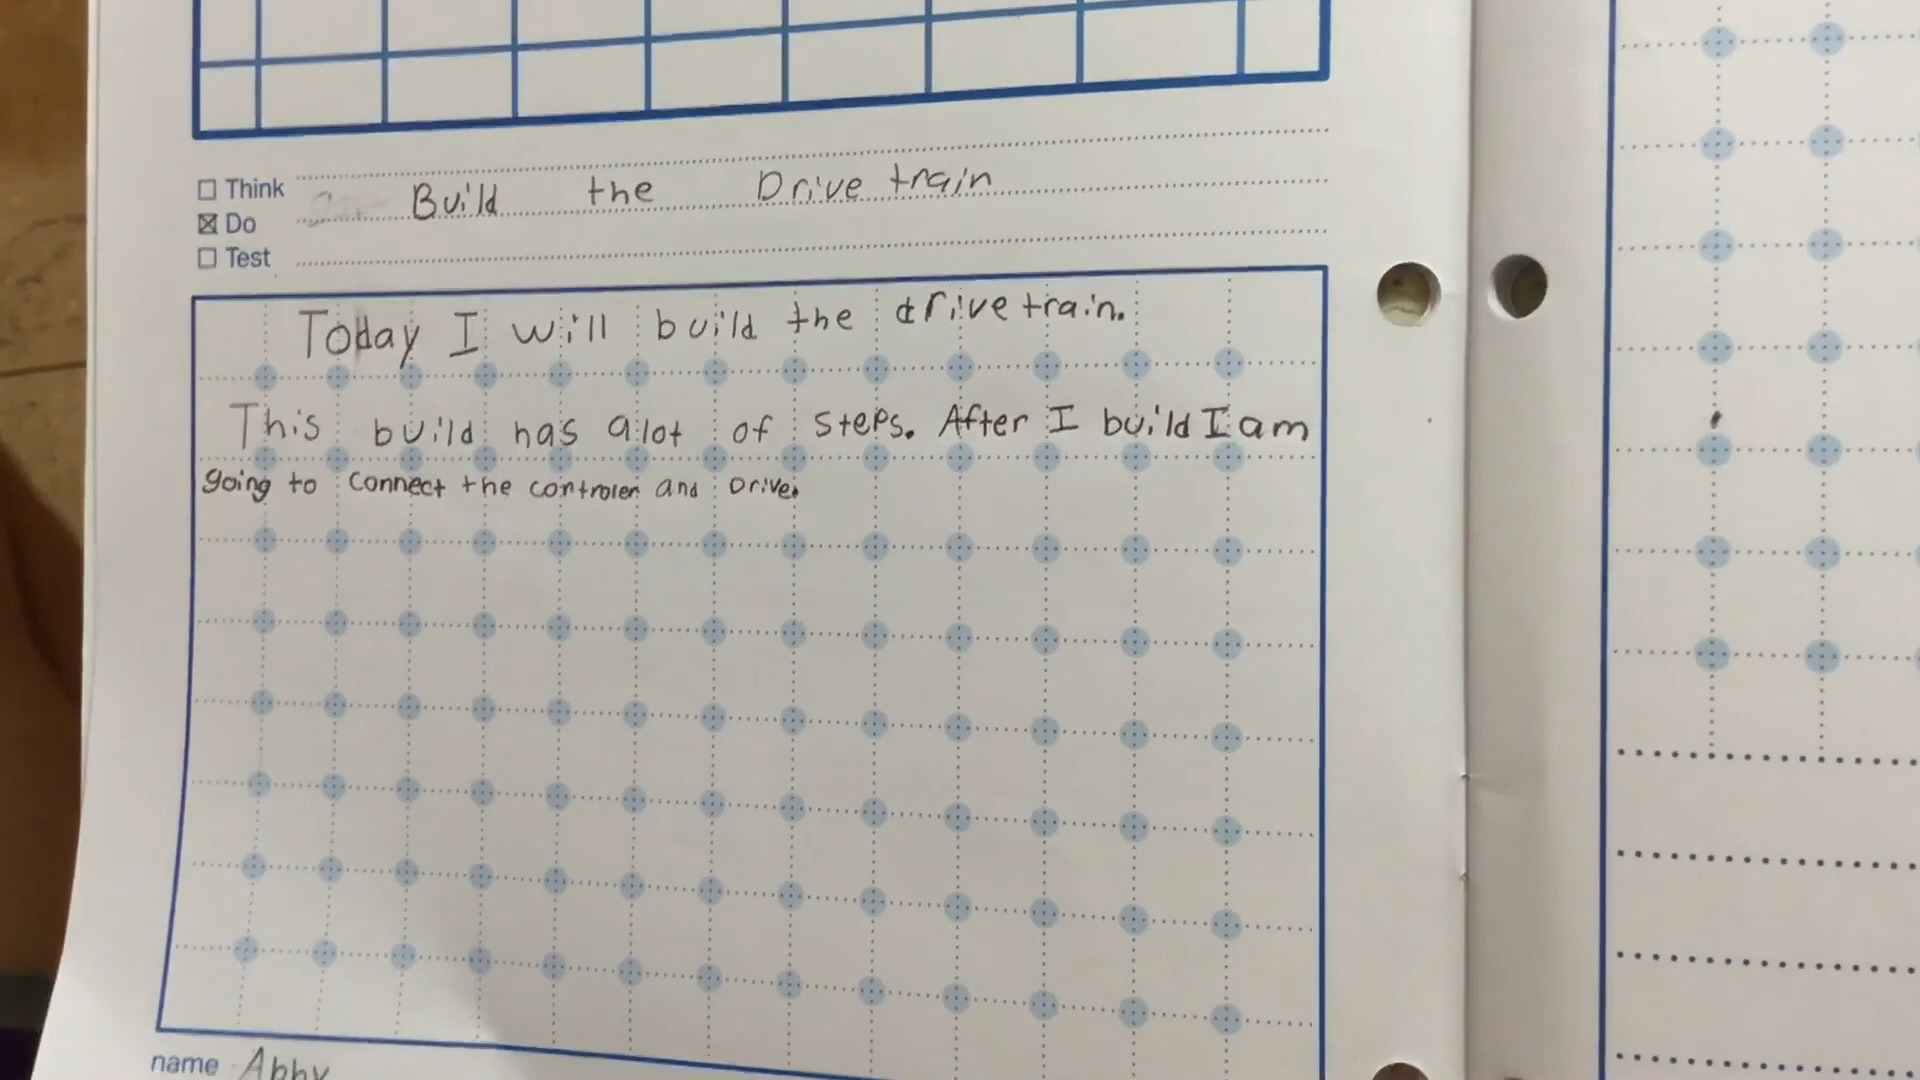 Think
Build the Drive train
Do
Test
Today I will build the drive train.
This build has alot of steps. After I build I am
going to connect the controler and Drive.
name Abby